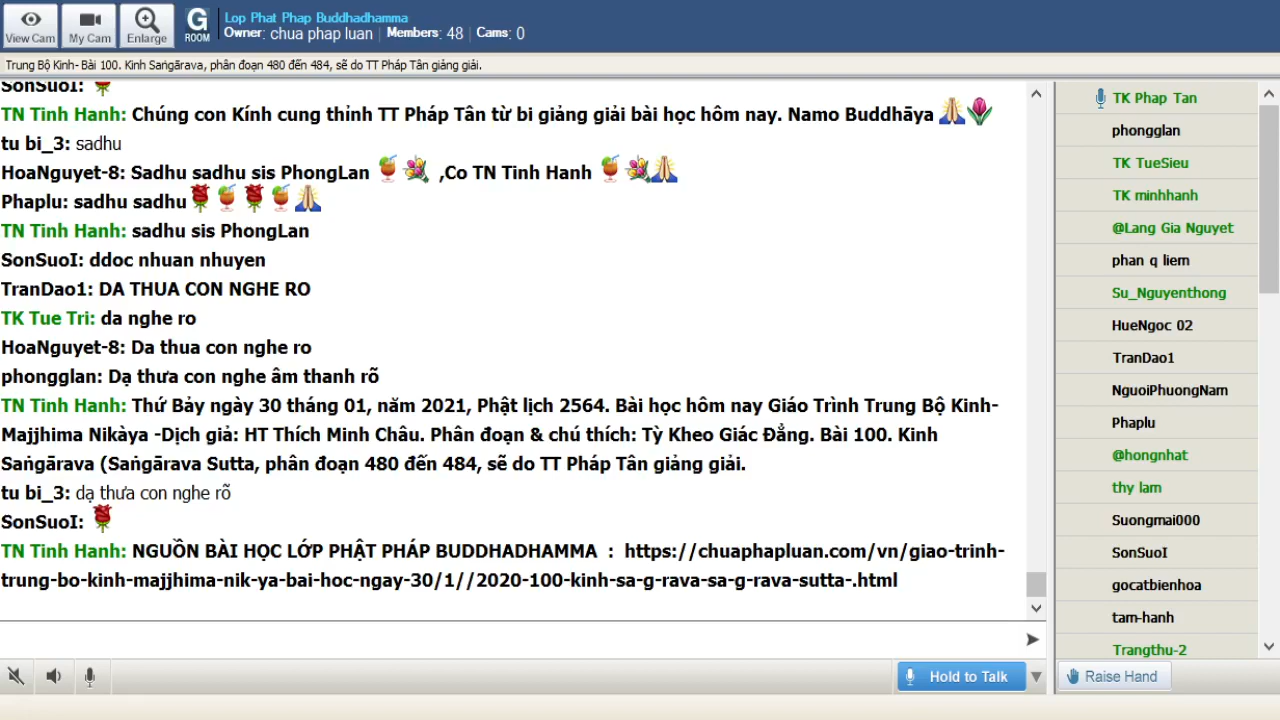 View Cam
My Cam
Enlarge
G
ROOM
Lop Phat Phap Buddhadhamma
Owner: chua phap luan Members: 48 Cams: 0
Trung Bộ Kinh- Bài 100. Kinh Saṅgārava, phân đoạn 480 đến 484, sẽ do TT Pháp Tân giảng giải.
SonSuoI:
TN Tinh Hanh: Chúng con Kính cung thỉnh TT Pháp Tân từ bi giảng giải bài học hôm nay. Namo Buddhāya
tu bi_3: sadhu
HoaNguyet-8: Sadhu sadhu sis PhongLan ,Co TN Tinh Hanh
Phaplu: sadhu sadhu
TN Tinh Hanh: sadhu sis PhongLan
SonSuoI: ddoc nhuan nhuyen
TranDao1: DA THUA CON NGHE RO
TK Tue Tri: da nghe ro
HoaNguyet-8: Da thua con nghe ro
phongglan: Dạ thưa con nghe âm thanh rõ
TN Tinh Hanh: Thứ Bảy ngày 30 tháng 01, năm 2021, Phật lịch 2564. Bài học hôm nay Giáo Trình Trung Bộ Kinh-
Majjhima Nikàya -Dịch giả: HT Thích Minh Châu. Phân đoạn & chú thích: Tỳ Kheo Giác Đẳng. Bài 100. Kinh
Saṅgārava (Saṅgārava Sutta, phân đoạn 480 đến 484, sẽ do TT Pháp Tân giảng giải.
tu bi_3: dạ thưa con nghe rõ
SonSuoI:
TN Tinh Hanh: NGUỒN BÀI HỌC LỚP PHẬT PHÁP BUDDHADHAMMA : https://chuaphapluan.com/vn/giao-trinh-
trung-bo-kinh-majjhima-nik-ya-bai-hoc-ngay-30/1//2020-100-kinh-sa-g-rava-sa-g-rava-sutta-.html
Hold to Talk
TK Phap Tan
phongglan
TK TueSieu
TK minhhanh
@Lang Gia Nguyet
phan q liem
Su_Nguyenthong
HueNgoc 02
TranDao1
NguoiPhuongNam
Phaplu
@hongnhat
thy lam
Suongmai000
SonSuoI
gocatbienhoa
tam-hanh
Trangthu-2
Raise Hand